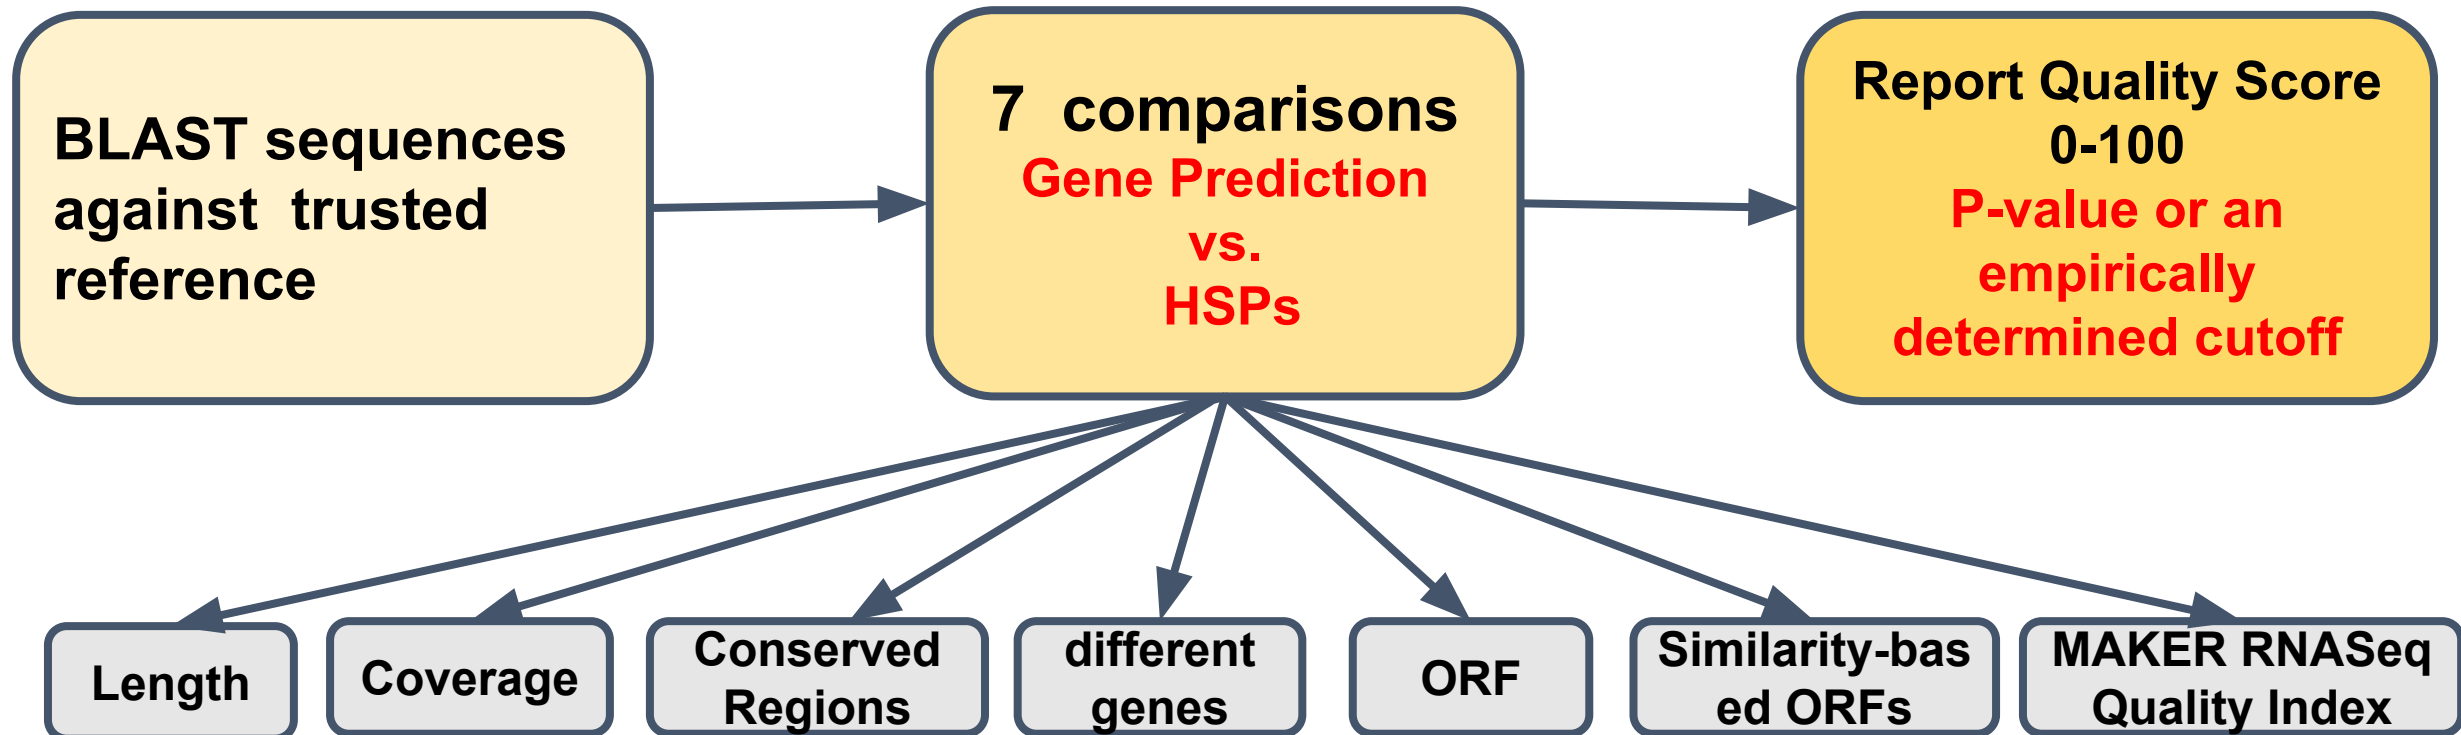 BLAST sequences
against trusted
reference
7 comparisons
Gene Prediction
vs.
HSPs
Report Quality Score
0-100
P-value or an
empirically
determined cutoff
Length
Coverage
Conserved
Regions
different
genes
ORF
Similarity-bas
ed ORFs
MAKER RNASeq
Quality Index